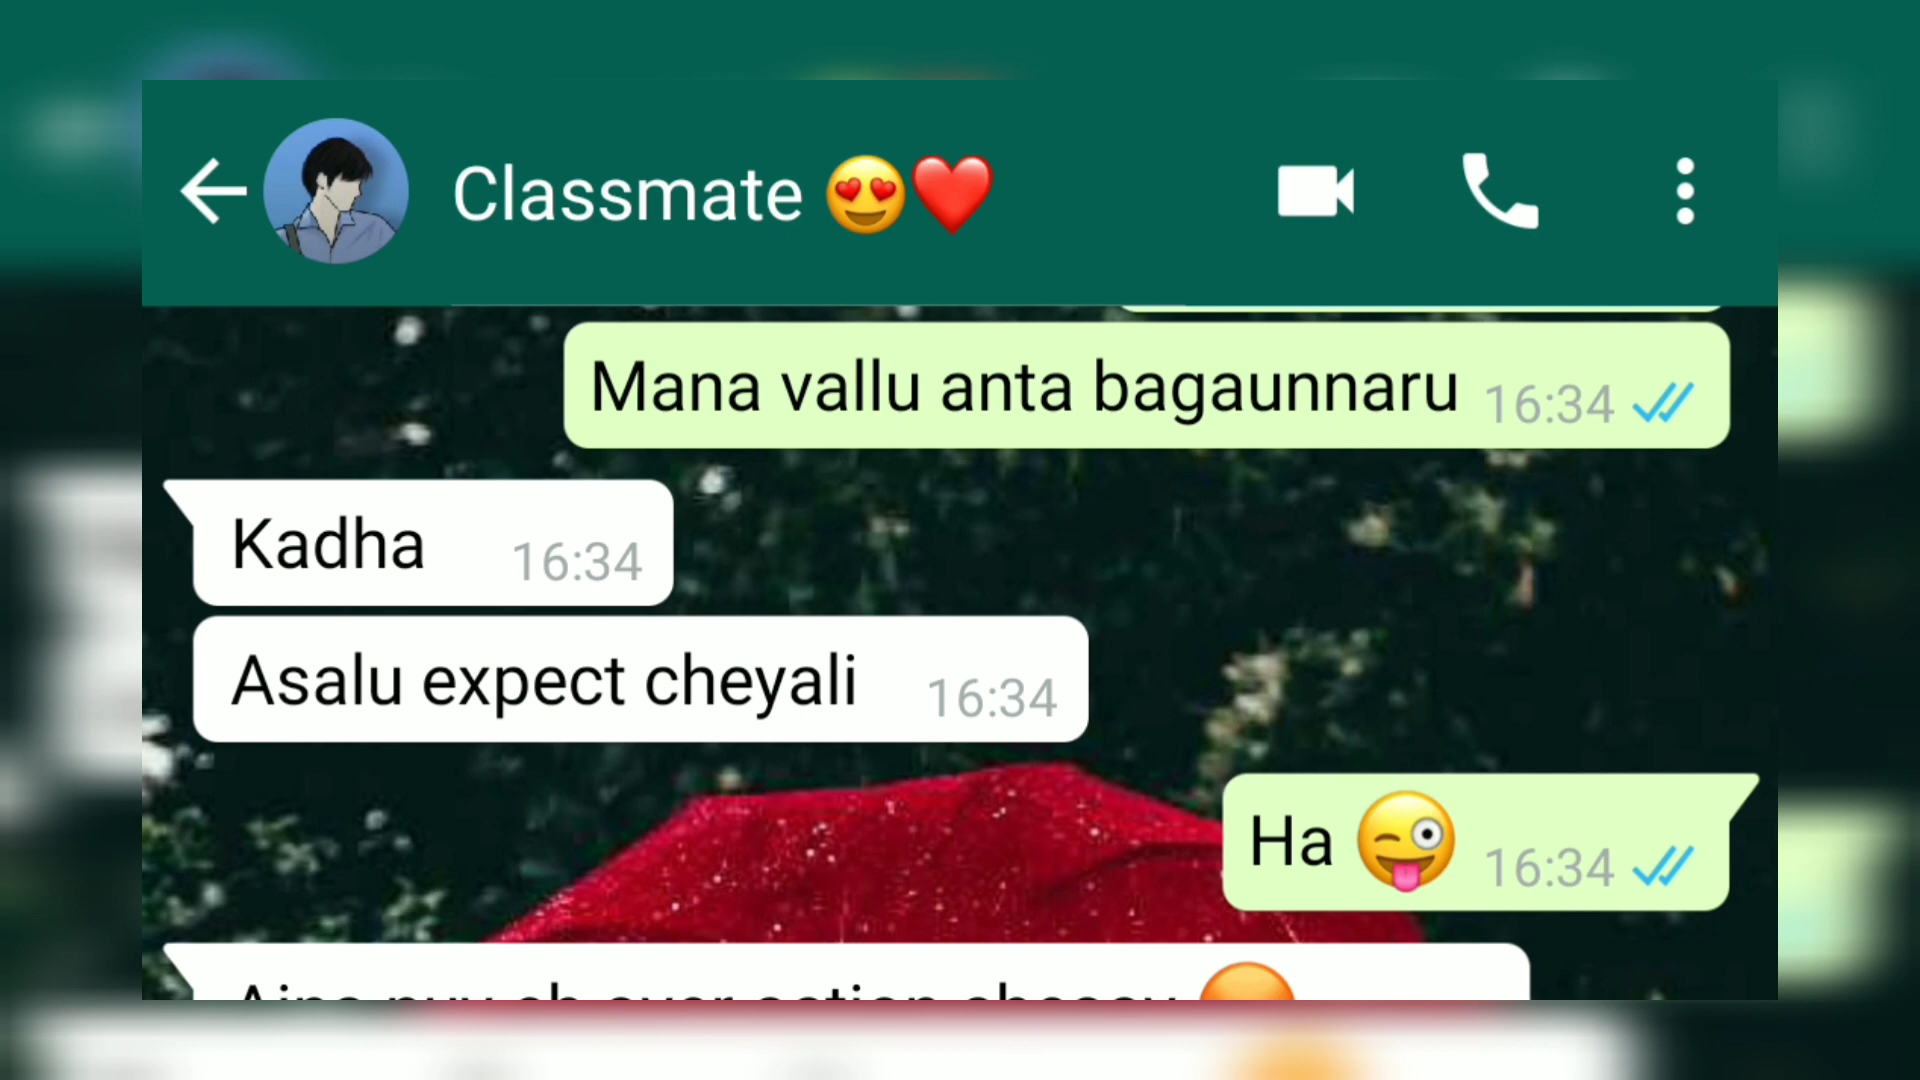 Classmate 😍❤️
Mana vallu anta bagaunnaru 16:34
Kadha 16:34
Asalu expect cheyali 16:34
Ha 😜 16:34